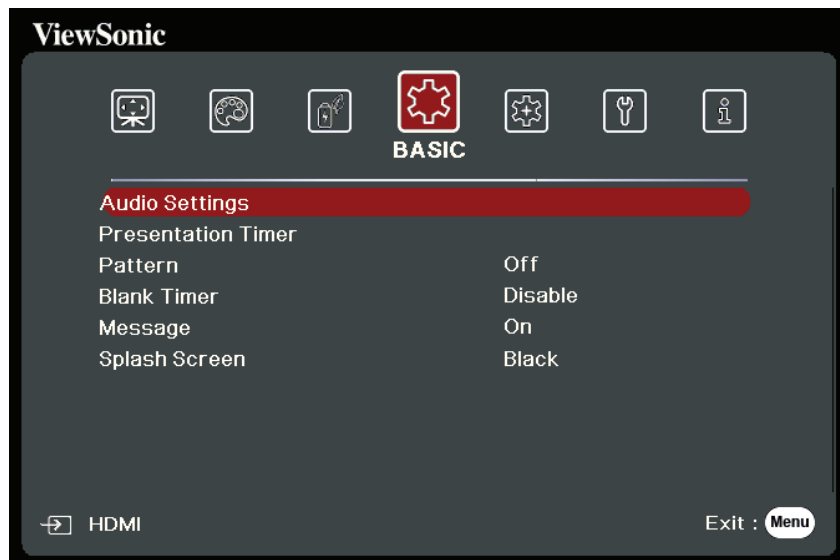 ViewSonic
BASIC
Audio Settings
Presentation Timer
Pattern Off
Blank Timer Disable
Message On
Splash Screen Black
HDMI Exit : Menu